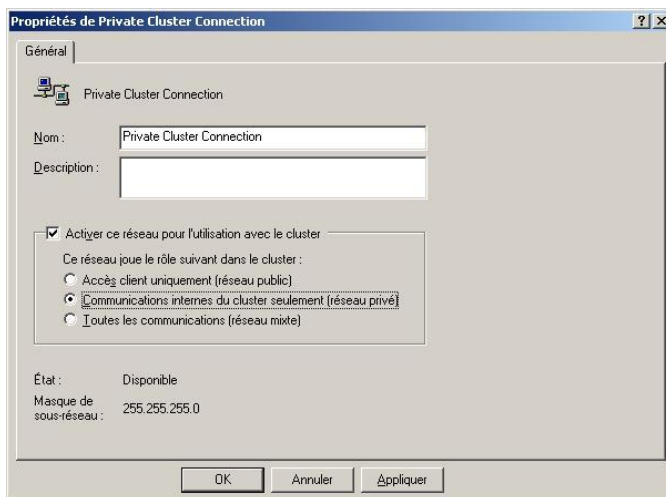 Propriétés de Private Cluster Connection
Général
Private Cluster Connection
Nom :
Private Cluster Connection
Description :
Activer ce réseau pour l'utilisation avec le cluster
Ce réseau joue le rôle suivant dans le cluster :
Accès client uniquement (réseau public)
Communications internes du cluster seulement (réseau privé)
Toutes les communications (réseau mixte)
État :
Disponible
Masque de
sous-réseau :
255.255.255.0
OK
Annuler
Appliquer